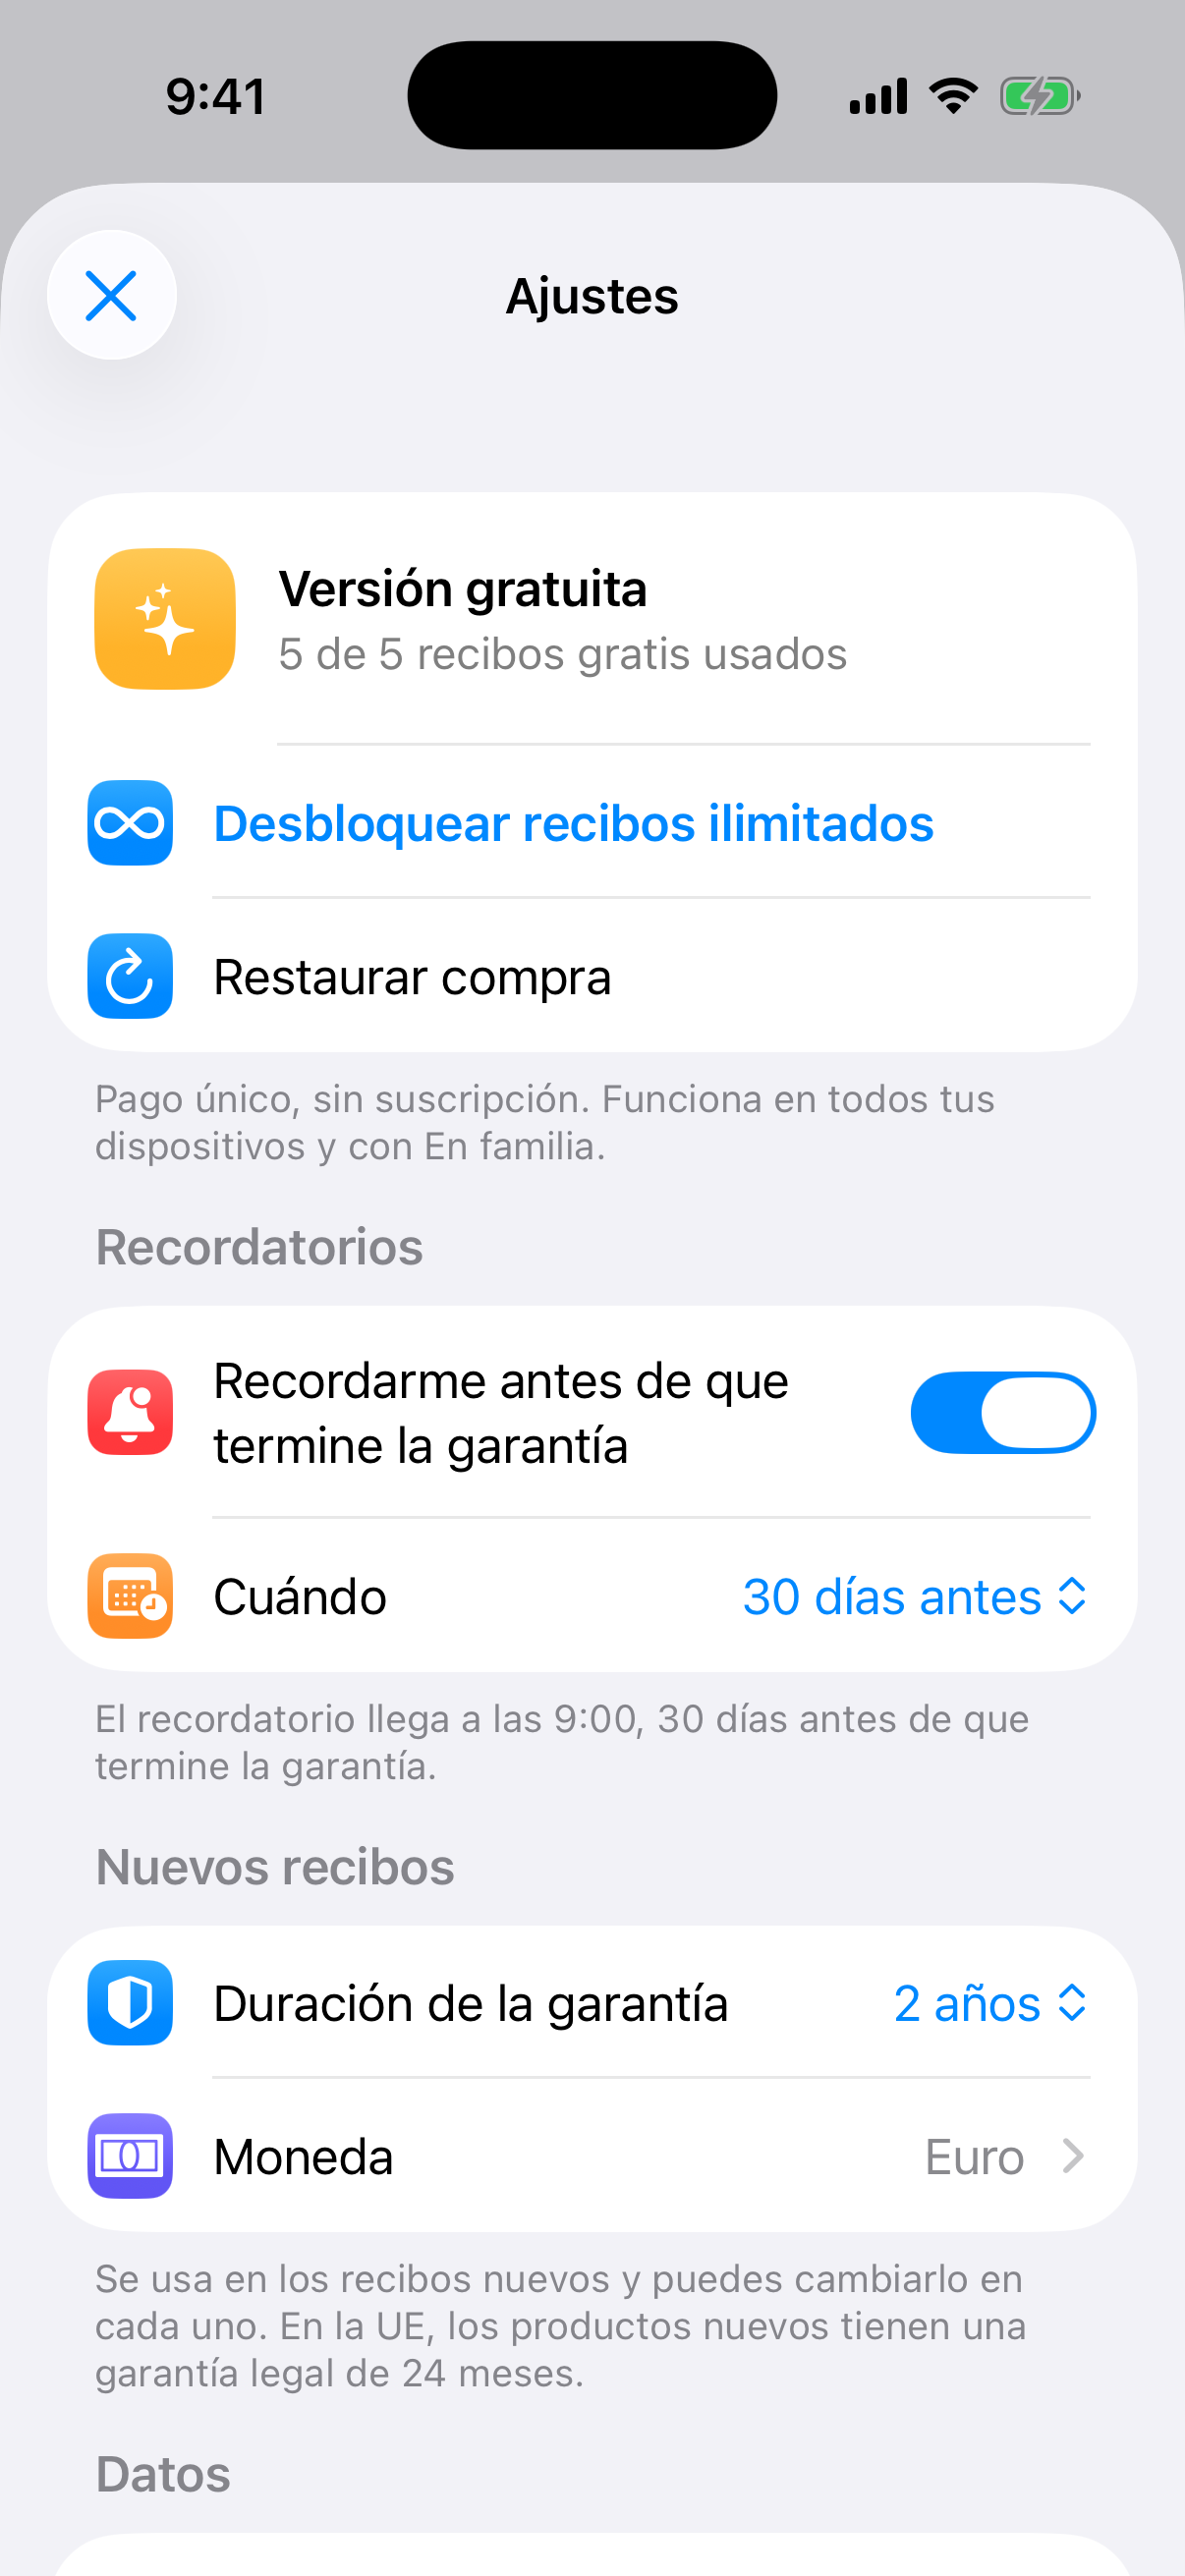 9:41
Ajustes
Versión gratuita
5 de 5 recibos gratis usados
Desbloquear recibos ilimitados
Restaurar compra
Pago único, sin suscripción. Funciona en todos tus
dispositivos y con En familia.
Recordatorios
Recordarme antes de que
termine la garantía
Cuándo
30 días antes
El recordatorio llega a las 9:00, 30 días antes de que
termine la garantía.
Nuevos recibos
Duración de la garantía
2 años
Moneda
Euro
Se usa en los recibos nuevos y puedes cambiarlo en
cada uno. En la UE, los productos nuevos tienen una
garantía legal de 24 meses.
Datos